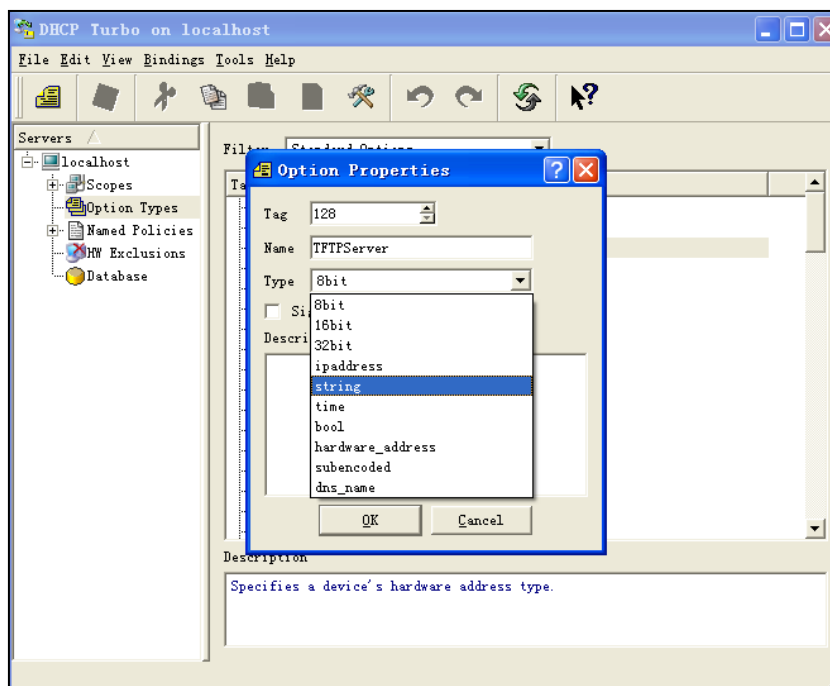 DHCP Turbo on localhost
File Edit View Bindings Tools Help
Servers
localhost
Scopes
Option Types
Named Policies
HW Exclusions
Database
Option Properties
Tag 128
Name TFTPServer
Type 8bit
8bit
16bit
32bit
ipaddress
string
time
bool
hardware_address
subencoded
dns_name
OK Cancel
Description
Specifies a device's hardware address type.